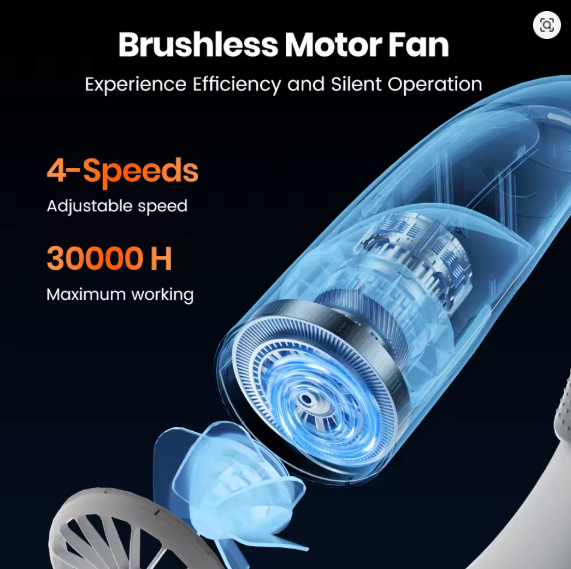 Brushless Motor Fan
Experience Efficiency and Silent Operation
4-Speeds
Adjustable speed
30000 H
Maximum working